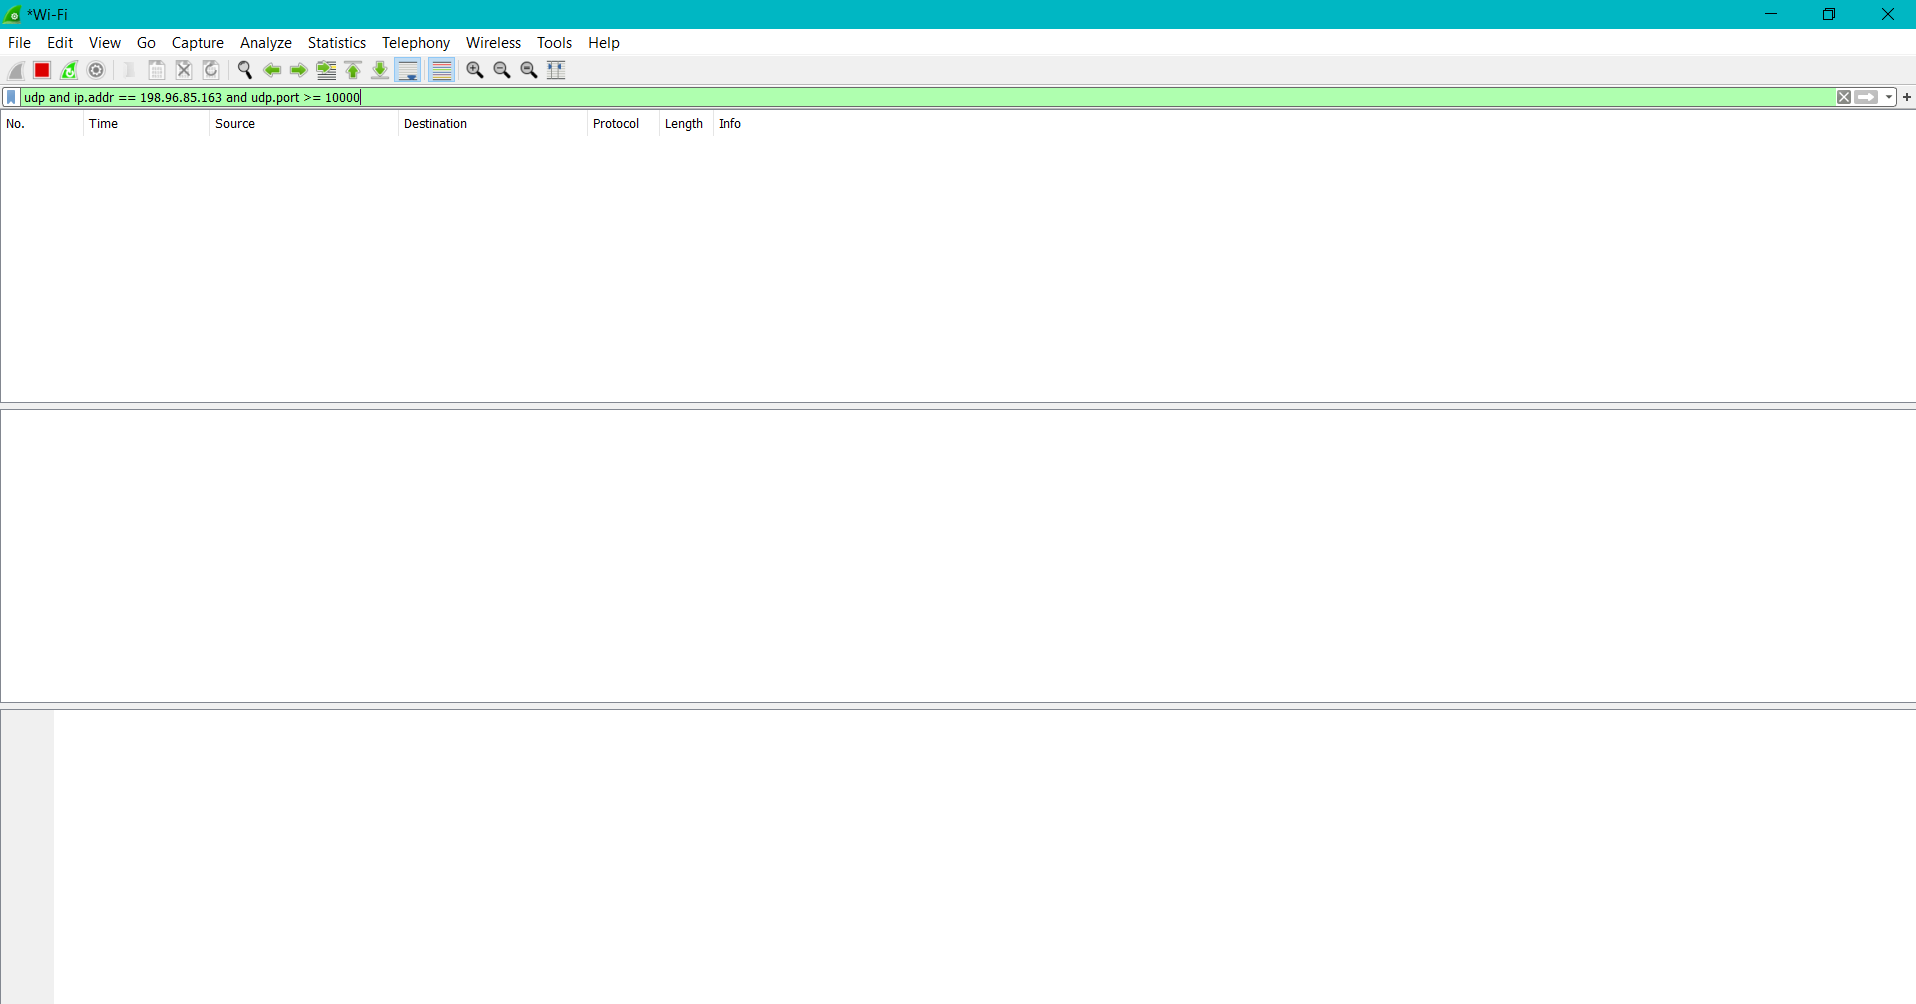 *Wi-Fi
File Edit View Go Capture Analyze Statistics Telephony Wireless Tools Help
udp and ip.addr == 198.96.85.163 and udp.port >= 10000
No. Time Source Destination Protocol Length Info